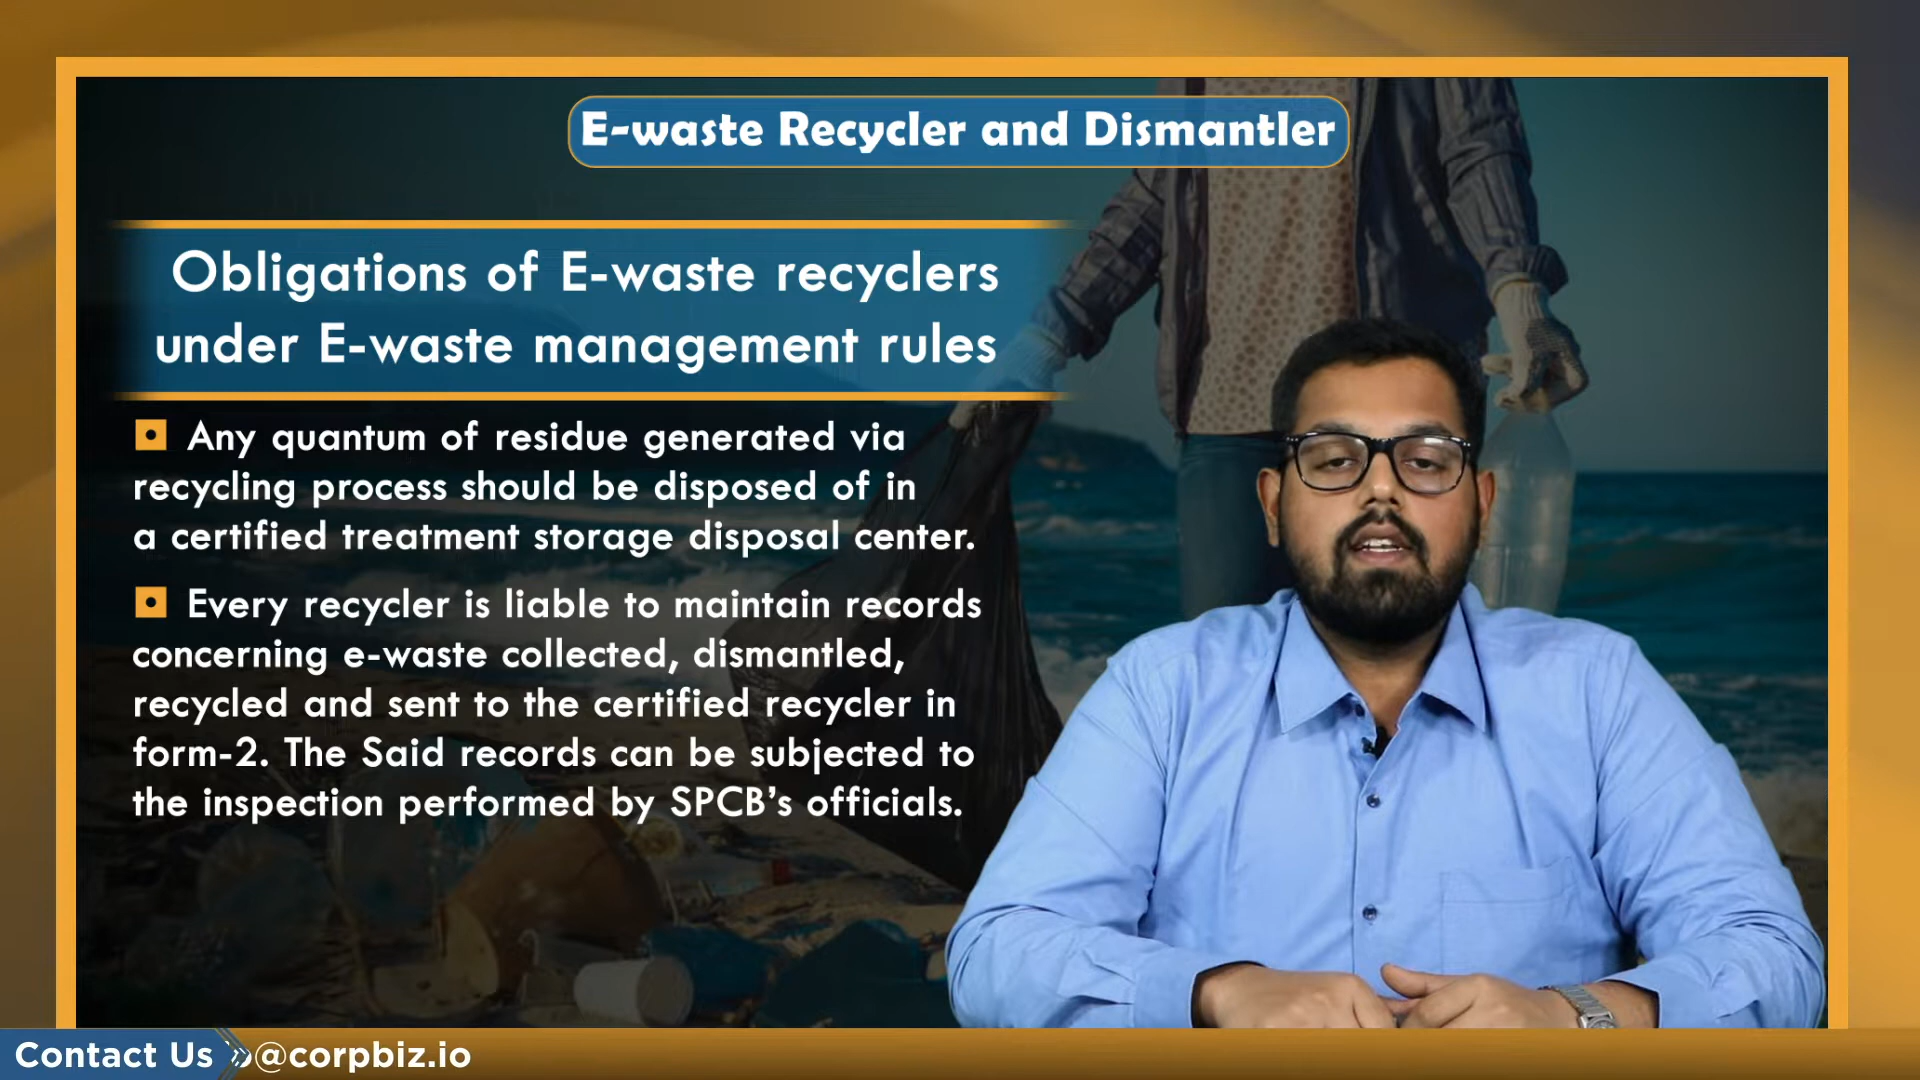 E-waste Recycler and Dismantler
Obligations of E-waste recyclers
under E-waste management rules
Any quantum of residue generated via
recycling process should be disposed of in
a certified treatment storage disposal center.
Every recycler is liable to maintain records
concerning e-waste collected, dismantled,
recycled and sent to the certified recycler in
form-2. The Said records can be subjected to
the inspection performed by SPCB's officials.
Contact Us
@corpbiz.io